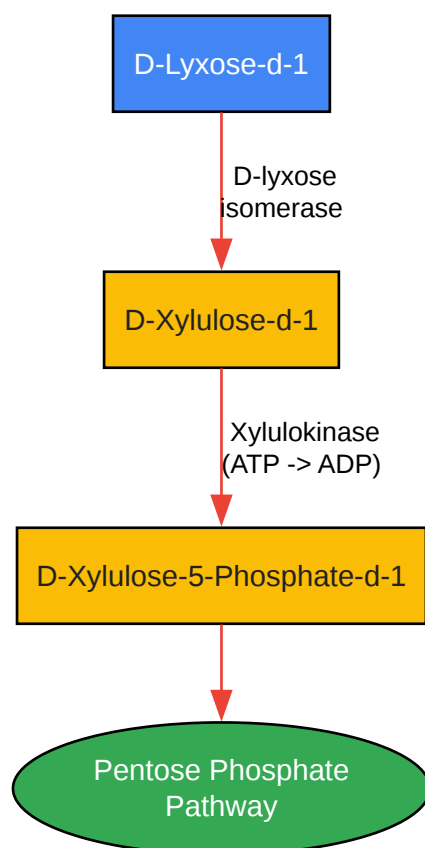 D-Lyxose-d-1
D-lyxose
isomerase
D-Xylulose-d-1
Xylulokinase
(ATP -> ADP)
D-Xylulose-5-Phosphate-d-1
Pentose Phosphate
Pathway